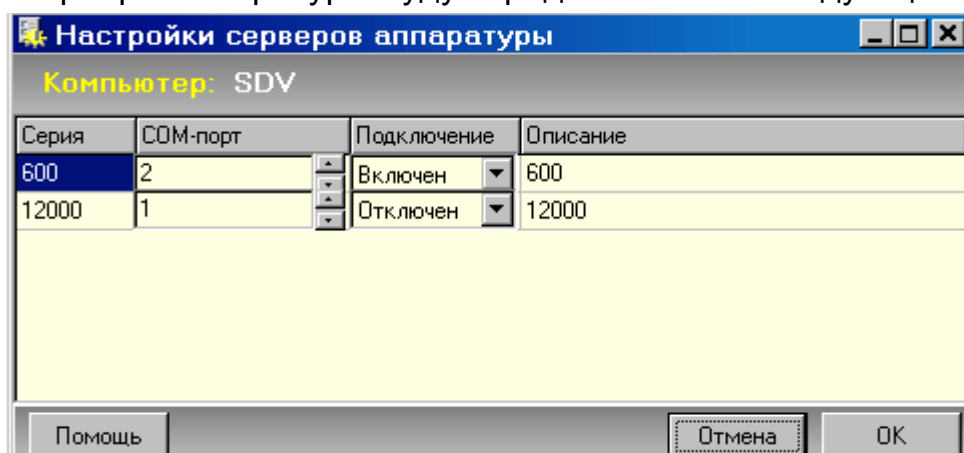 Настройки серверов аппаратуры
Компьютер: SDV
Серия COM-порт Подключение Описание
600 2 Включен 600
12000 1 Отключен 12000
Помощь Отмена OK